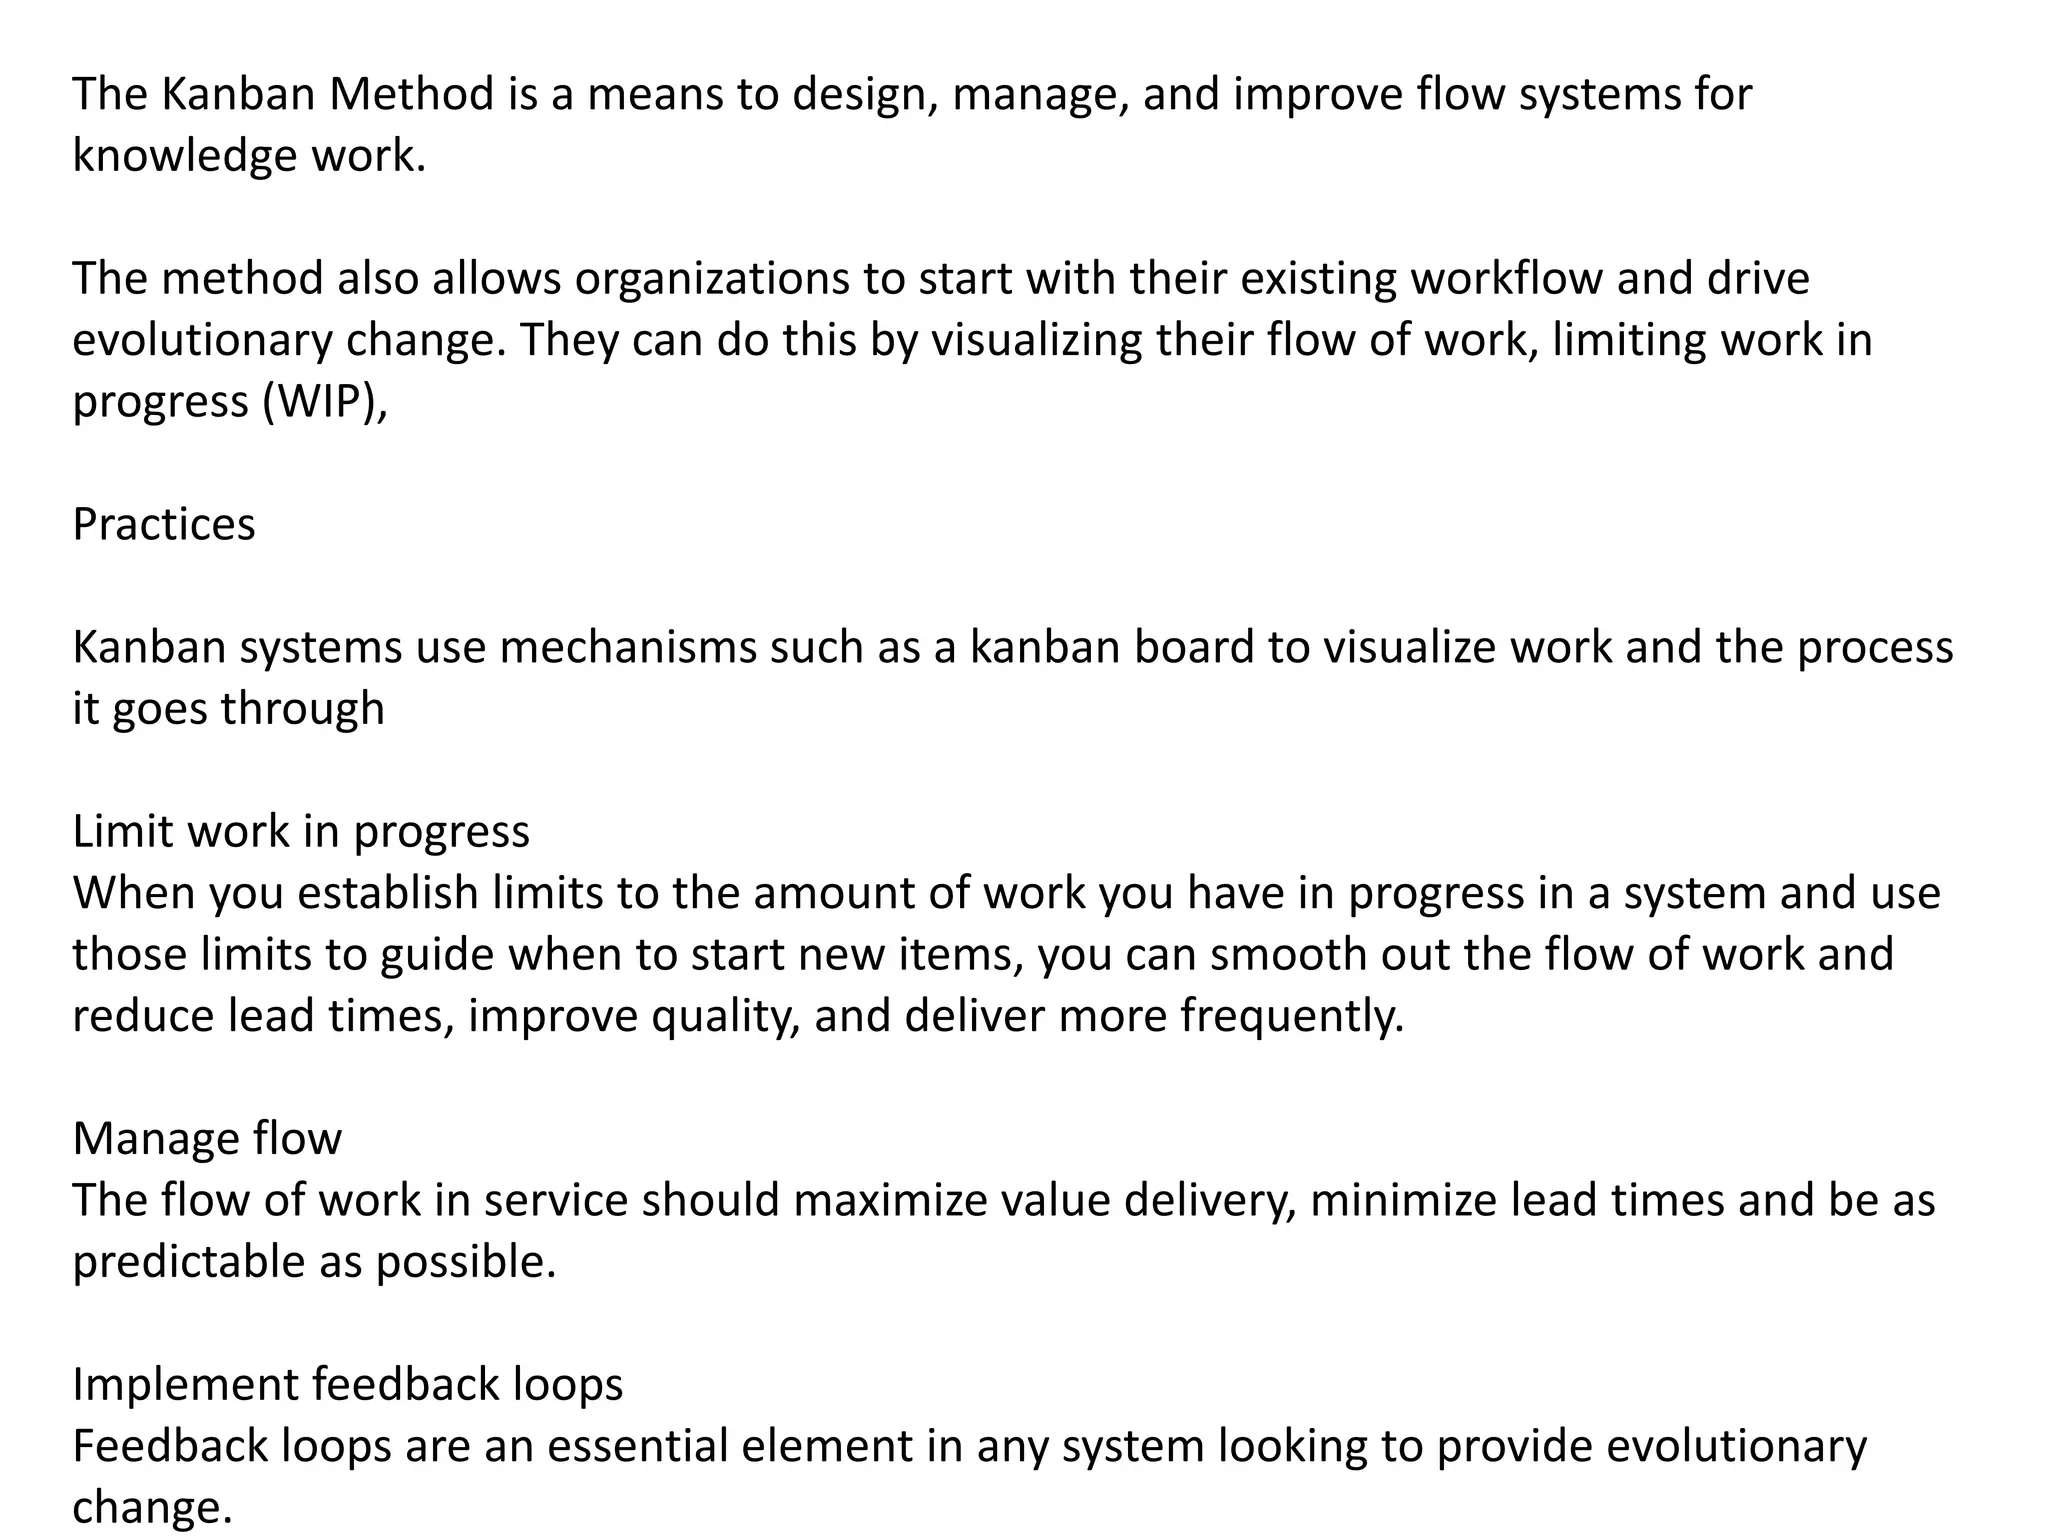 The Kanban Method is a means to design, manage, and improve flow systems for
knowledge work.
The method also allows organizations to start with their existing workflow and drive
evolutionary change. They can do this by visualizing their flow of work, limiting work in
progress (WIP),
Practices
Kanban systems use mechanisms such as a kanban board to visualize work and the process
it goes through
Limit work in progress
When you establish limits to the amount of work you have in progress in a system and use
those limits to guide when to start new items, you can smooth out the flow of work and
reduce lead times, improve quality, and deliver more frequently.
Manage flow
The flow of work in service should maximize value delivery, minimize lead times and be as
predictable as possible.
Implement feedback loops
Feedback loops are an essential element in any system looking to provide evolutionary
change.